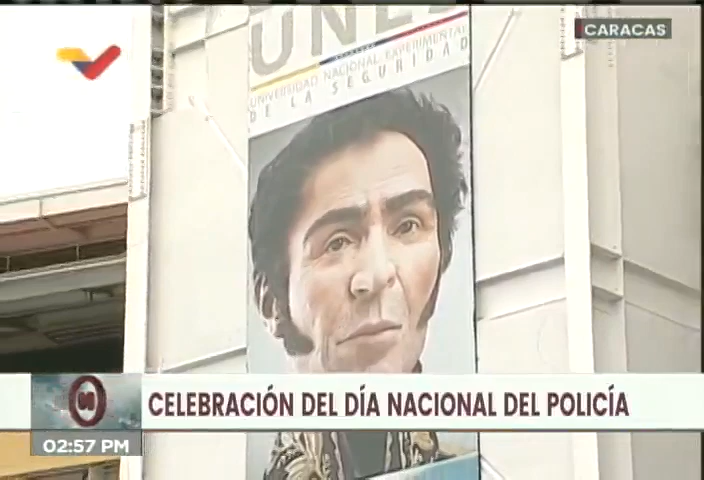 CARACAS
UNES
UNIVERSIDAD NACIONAL EXPERIMENTAL
DE LA SEGURIDAD
CELEBRACIÓN DEL DÍA NACIONAL DEL POLICÍA
02:57 PM